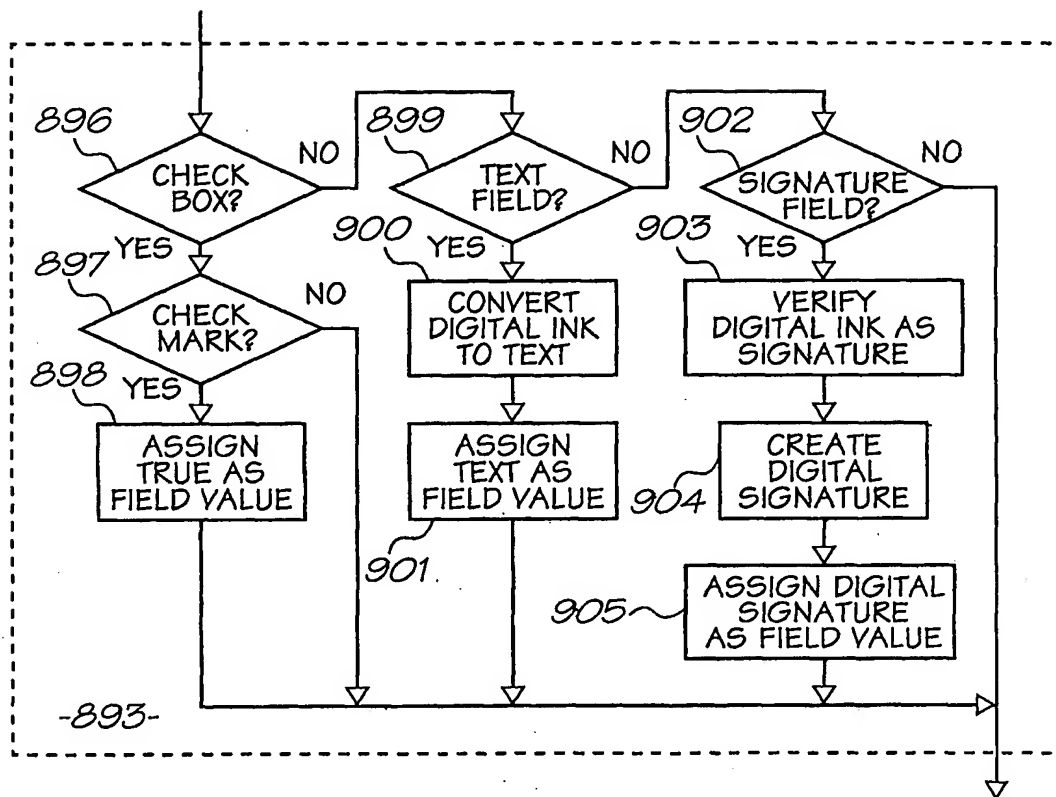 896
CHECK
BOX?
NO
YES
897
CHECK
MARK?
NO
YES
898
ASSIGN
TRUE AS
FIELD VALUE
899
TEXT
FIELD?
NO
YES
900
CONVERT
DIGITAL INK
TO TEXT
ASSIGN
TEXT AS
FIELD VALUE
901
902
SIGNATURE
FIELD?
NO
YES
903
VERIFY
DIGITAL INK AS
SIGNATURE
CREATE
DIGITAL
SIGNATURE
904
905
ASSIGN DIGITAL
SIGNATURE
AS FIELD VALUE
-893-